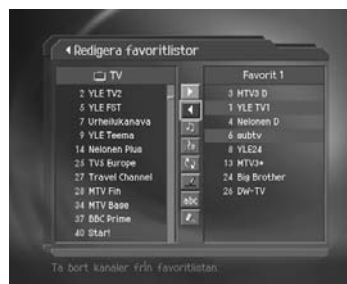 Redigera favoritlistor
TV
2 YLE TV2
5 YLE FST
7 Urheilukanava
9 YLE Teema
14 Nelonen Plus
25 TV5 Europe
27 Travel Channel
28 MTV Fin
34 MTV Base
37 BBC Prime
40 Star!
abc
Favorit 1
3 MTV3 D
1 YLE TV1
4 Nelonen D
6 subtv
8 YLE24
13 MTV3+
24 Big Brother
26 DW-TV
Ta bort kanaler från favoritlistan.